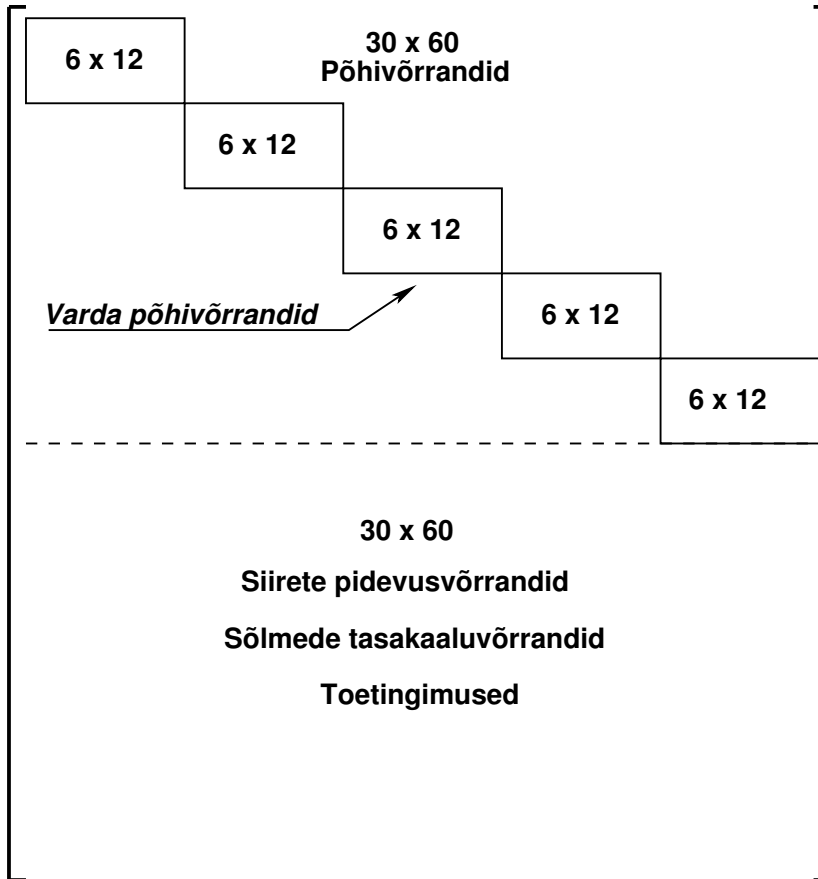 30 x 60
6 x 12
Põhivõrrandid
6 x 12
6 x 12
Varda põhivõrrandid
6 x 12
6 x 12
30 x 60
Siirete pidevusvõrrandid
Sõlmede tasakaaluvõrrandid
Toetingimused